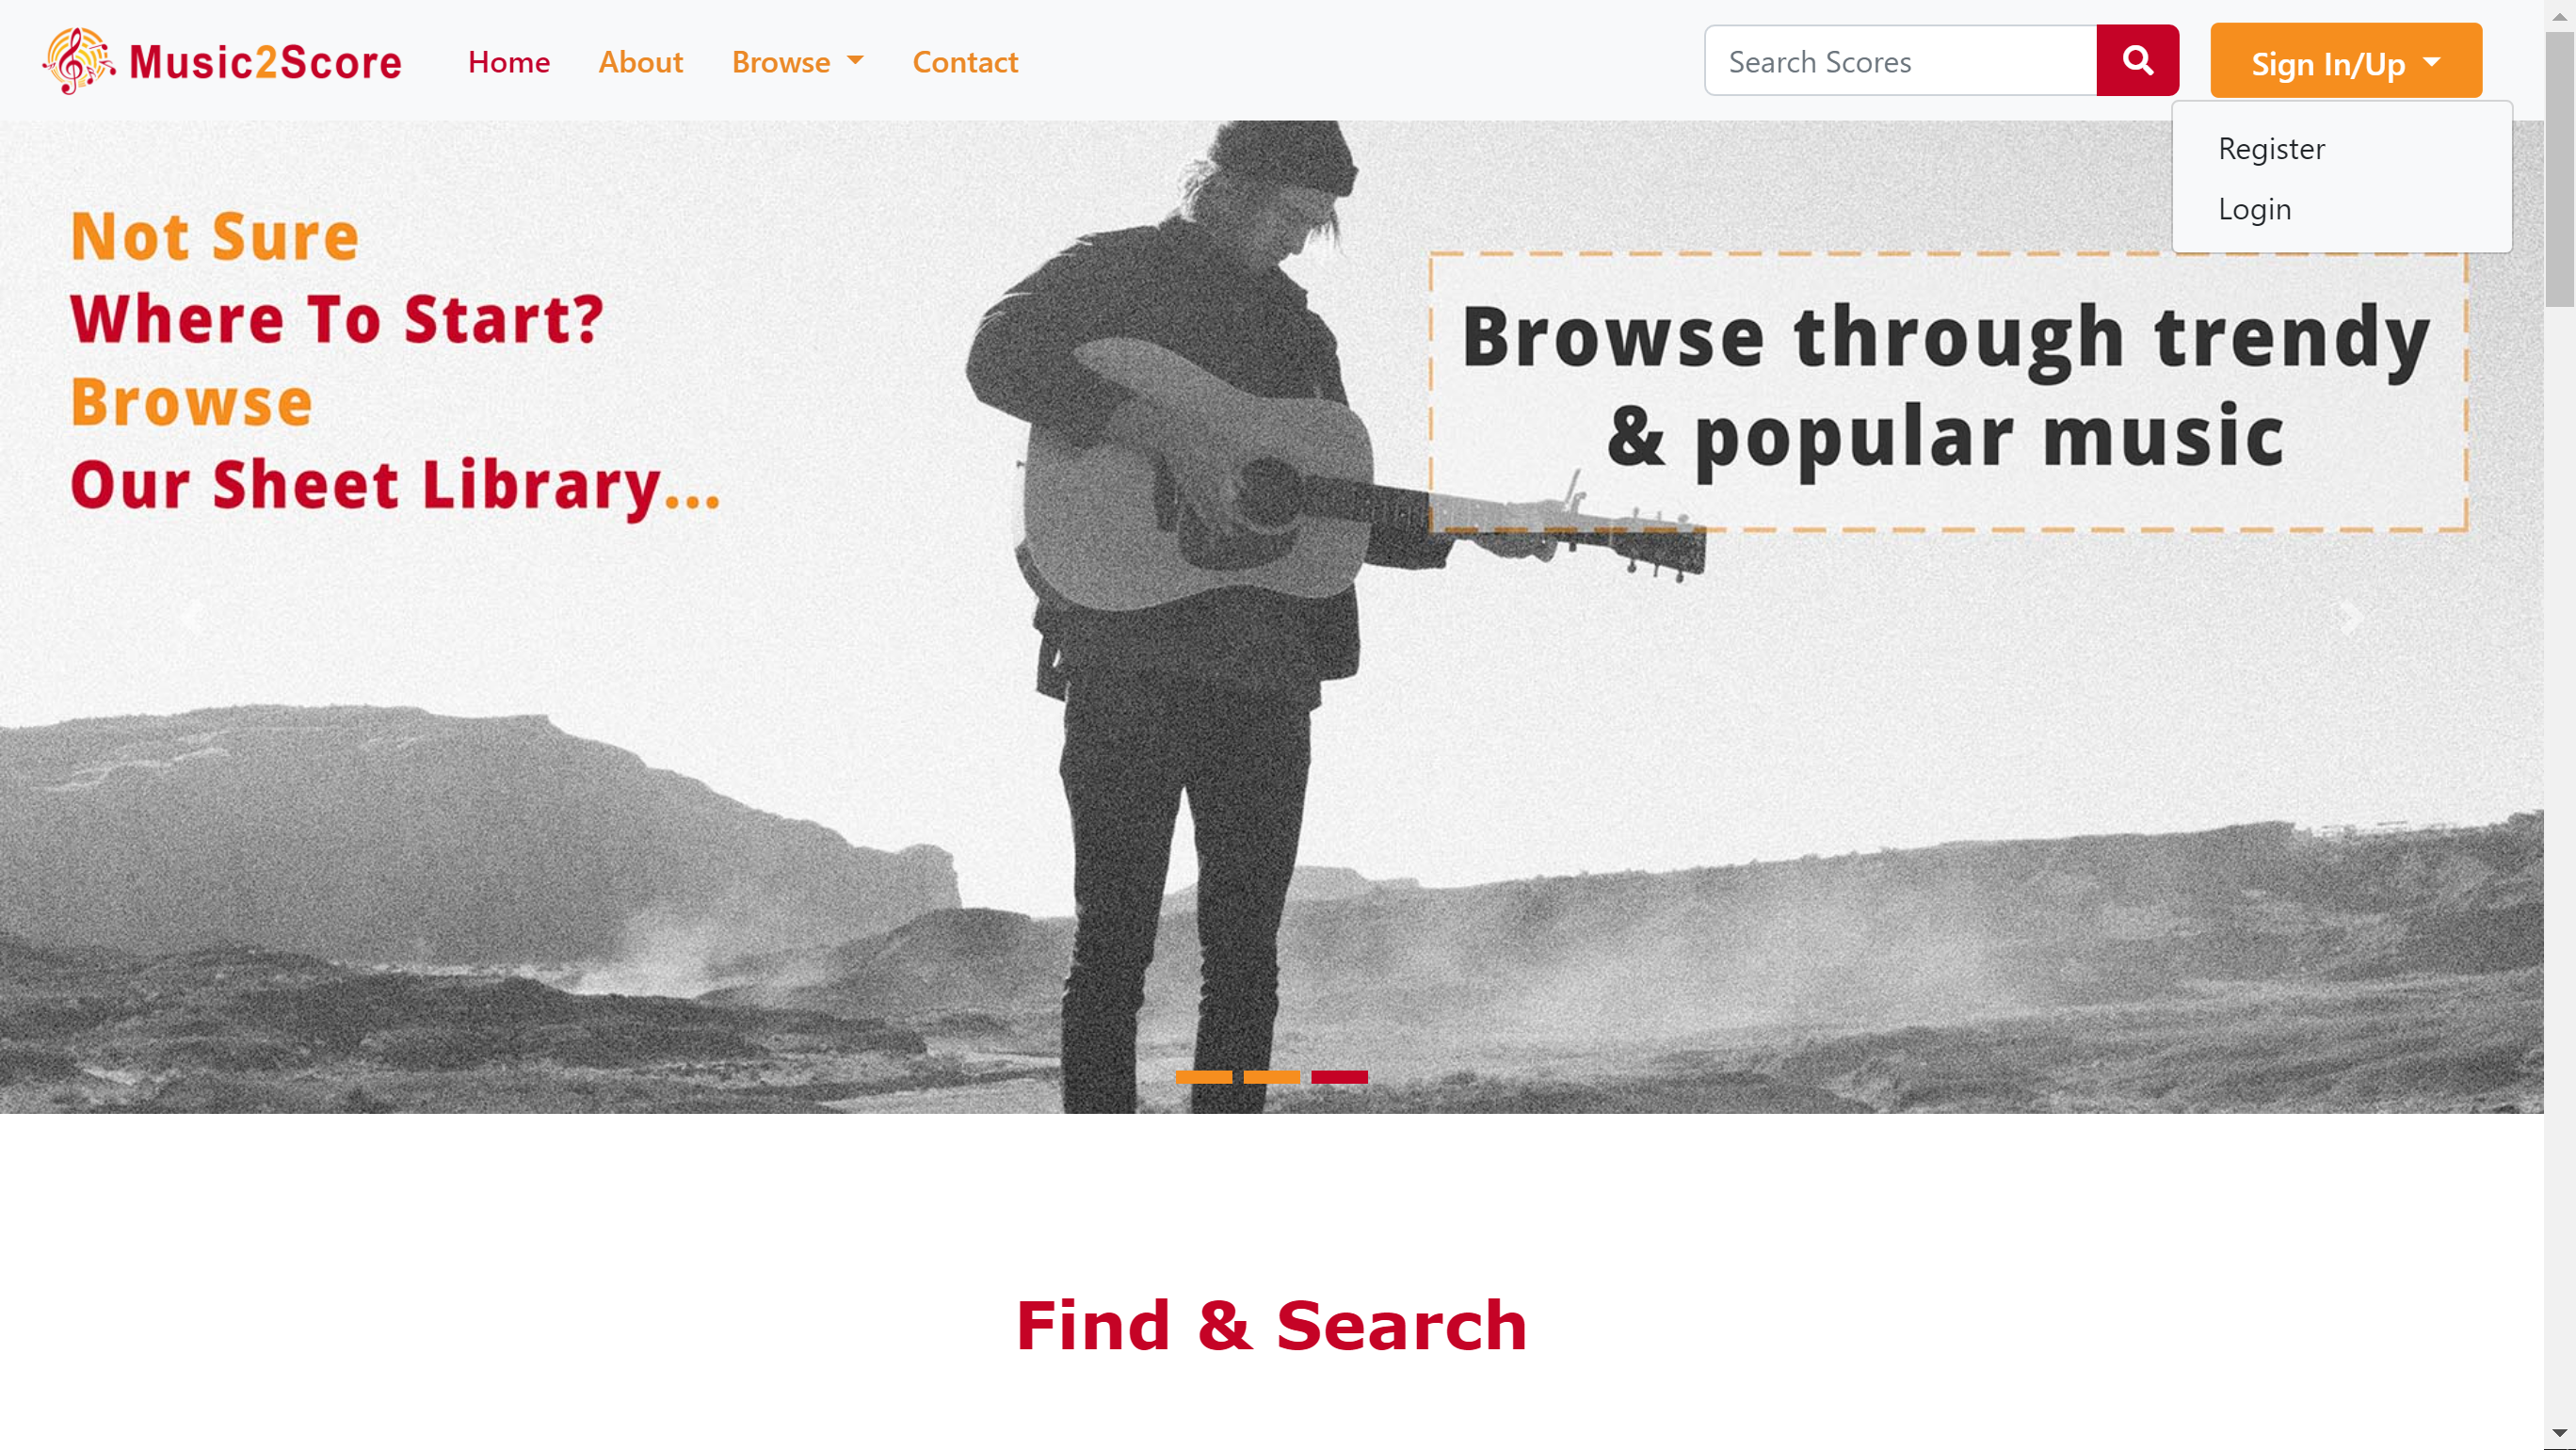 Music2Score
Home
About
Browse
Contact
Search Scores
Sign In/Up
Register
Login
Not Sure
Where To Start?
Browse
Our Sheet Library...
Browse through trendy
& popular music
Find & Search